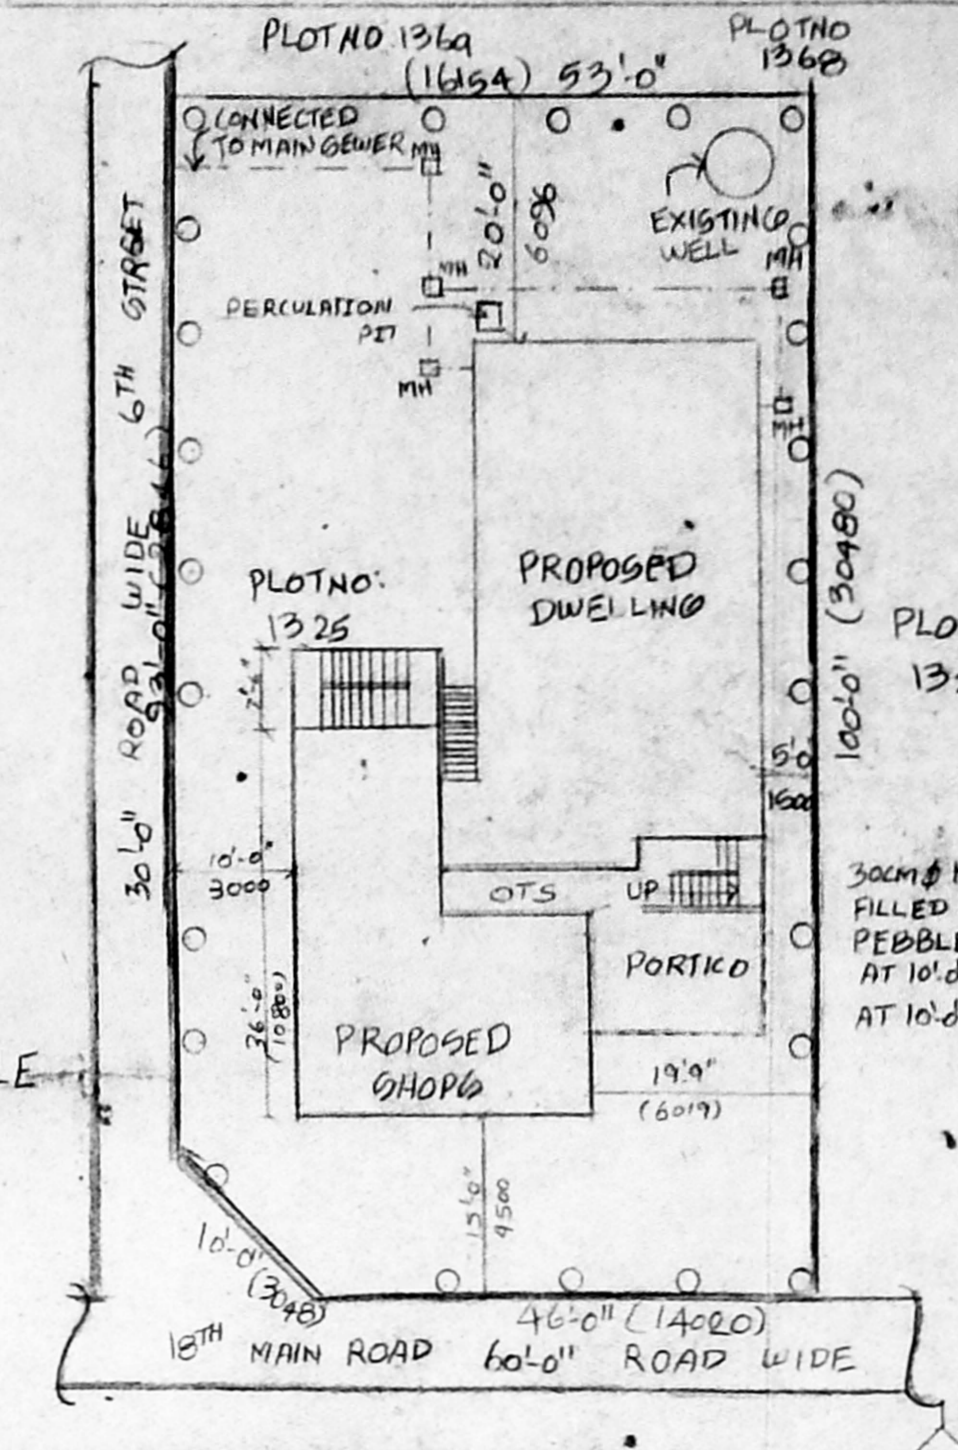 PLOT NO 1369
(16154) 53'-0"
PLOT NO
1368
CONNECTED
TO MAIN SEWER
MH
20'-0"
6096
EXISTING
WELL
MH
MH
PERCULATION
PIT
MH
MH
6TH STREET
30'-0" ROAD WIDE
100'-0" (30480)
PROPOSED
DWELLING
PLOT NO:
1325
PLO
13
5'-0
1500
10'-0"
3000
OTS
UP
30CM ϕ
FILLED
PEBBL
AT 10'-0
AT 10'-0
PORTICO
36'-0"
(10800)
PROPOSED
SHOPS
E
19'9"
(6019)
15'-0"
4500
10'-0"
(3048)
46'-0" (14020)
18TH MAIN ROAD 60'-0" ROAD WIDE